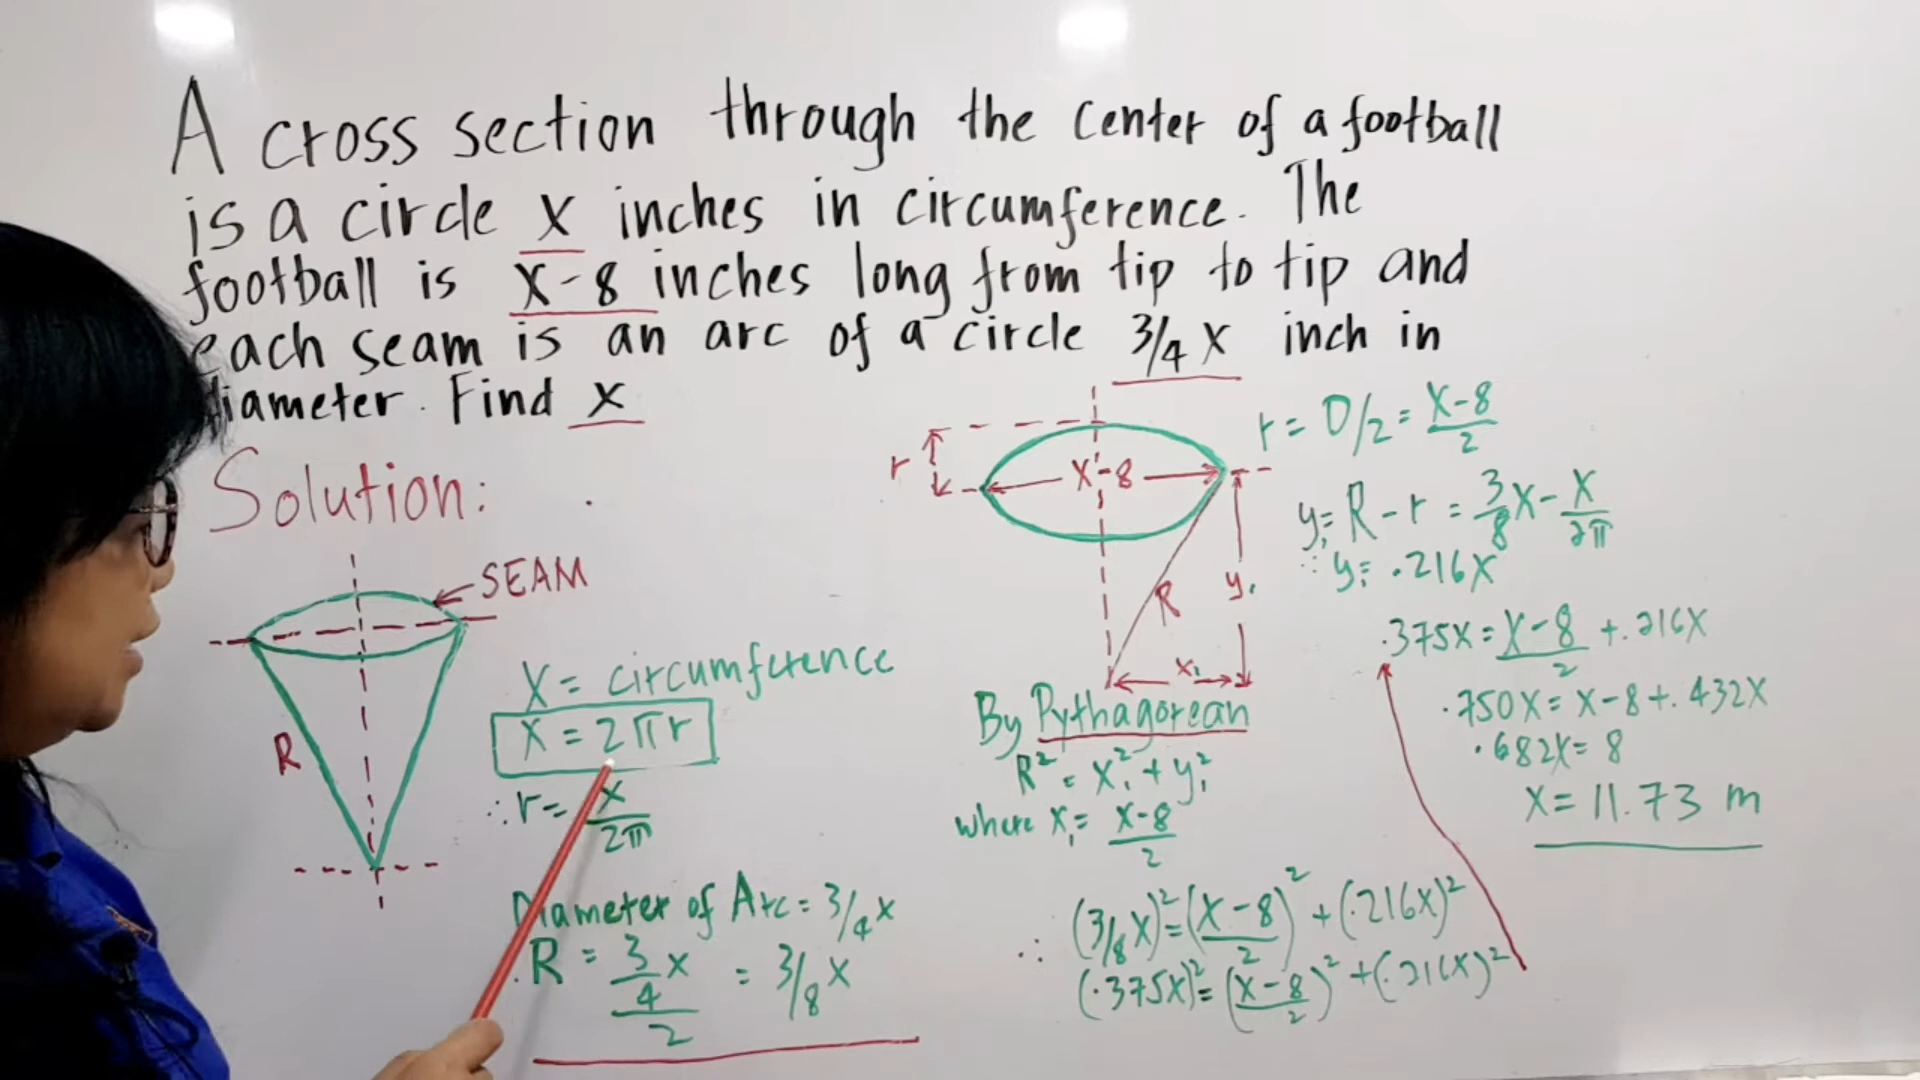 A cross section through the center of a football
is a circle x inches in circumference. The
football is x-8 inches long from tip to tip and
each seam is an arc of a circle 3/4 x inch in
diameter. Find x
Solution:
SEAM
R
X = circumference
X = 2πr
∴ r = x/2π
Diameter of Arc = 3/4 x
R = 3/4 x / 2 = 3/8 x
r
X-8
R
y₁
x₁
r = D/2 = x-8/2
y₁ = R - r = 3/8 x - x/2π
∴ y₁ = .216x
By Pythagorean
R² = x₁² + y₁²
where x₁ = x-8/2
∴ (3/8 x)² = (x-8/2)² + (.216x)²
(.375x)² = (x-8/2)² + (.216x)²
.375x = x-8/2 + .216x
.750x = x-8 + .432x
.682x = 8
x = 11.73 m